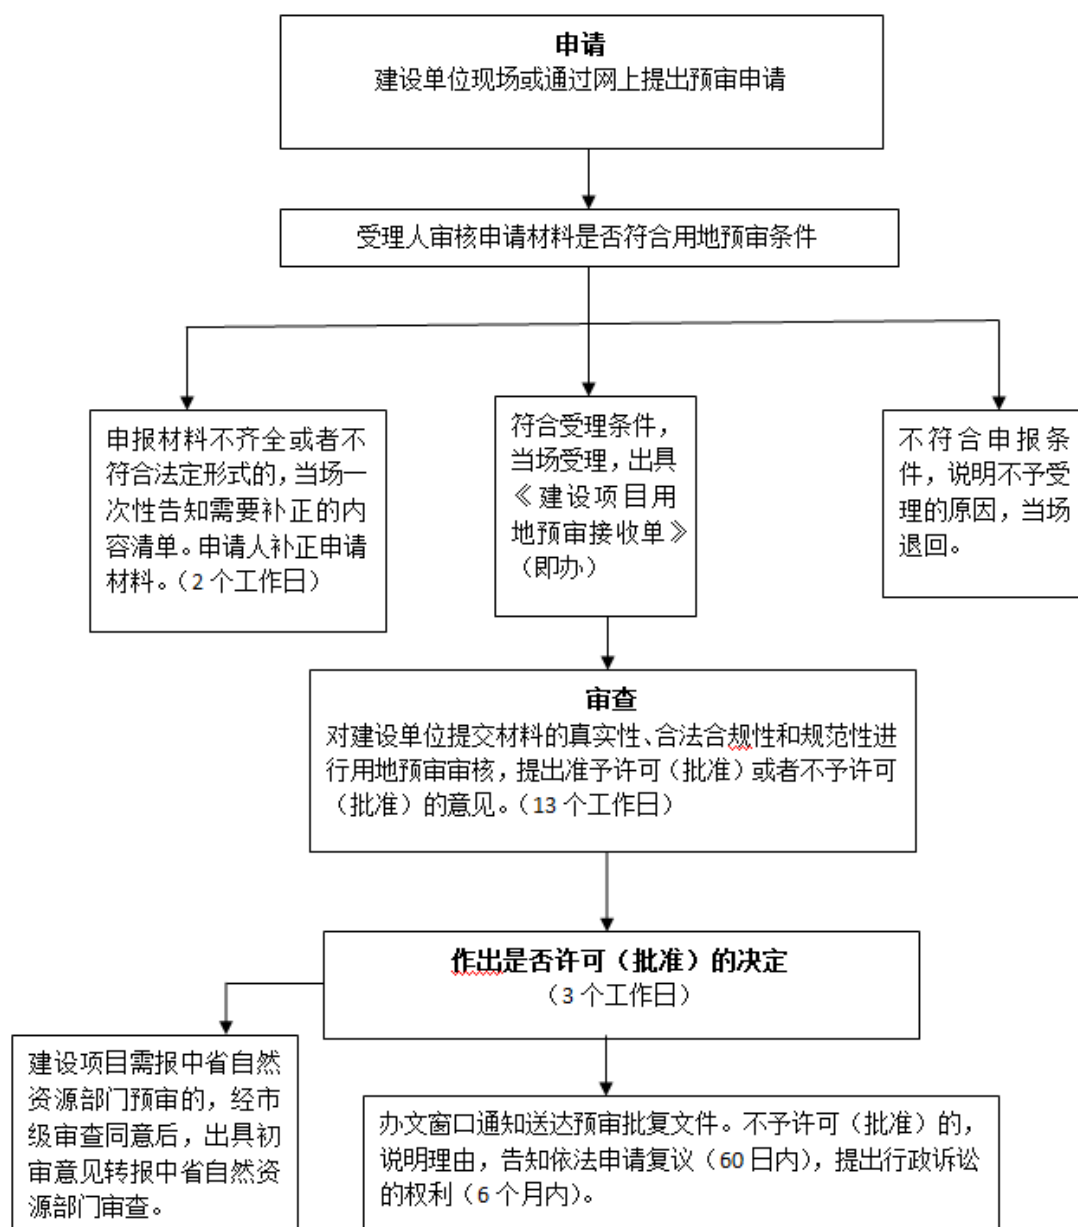 申请
建设单位现场或通过网上提出预审申请
受理人审核申请材料是否符合用地预审条件
申报材料不齐全或者不
符合法定形式的，当场一
次性告知需要补正的内
容清单。申请人补正申请
材料。（2 个工作日）
符合受理条件，
当场受理，出具
《建设项目用
地预审接收单》
（即办）
不符合申报条
件，说明不予受
理的原因，当场
退回。
审查
对建设单位提交材料的真实性、合法合规性和规范性进
行用地预审审核，提出准予许可（批准）或者不予许可
（批准）的意见。（13 个工作日）
作出是否许可（批准）的决定
（3 个工作日）
建设项目需报中省自然
资源部门预审的，经市
级审查同意后，出具初
审意见转报中省自然资
源部门审查。
办文窗口通知送达预审批复文件。不予许可（批准）的，
说明理由，告知依法申请复议（60 日内），提出行政诉讼
的权利（6 个月内）。